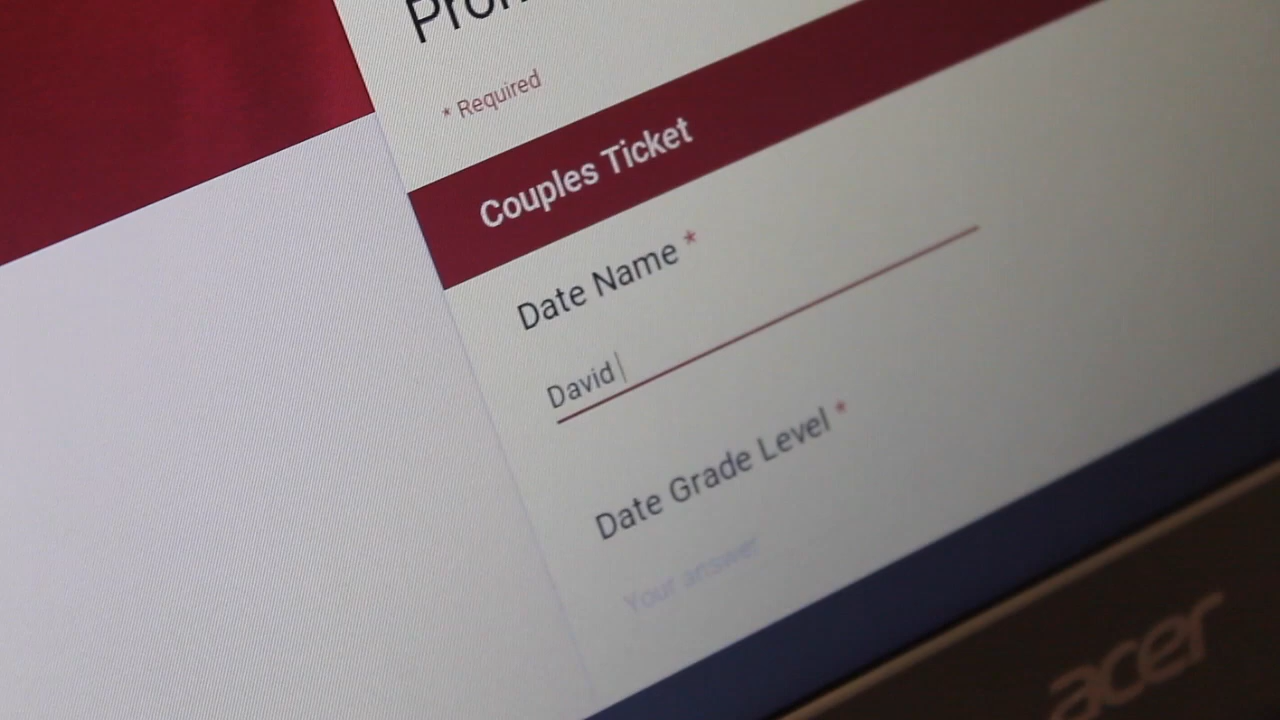 * Required
Couples Ticket
Date Name *
David
Date Grade Level *
Your answer
acer